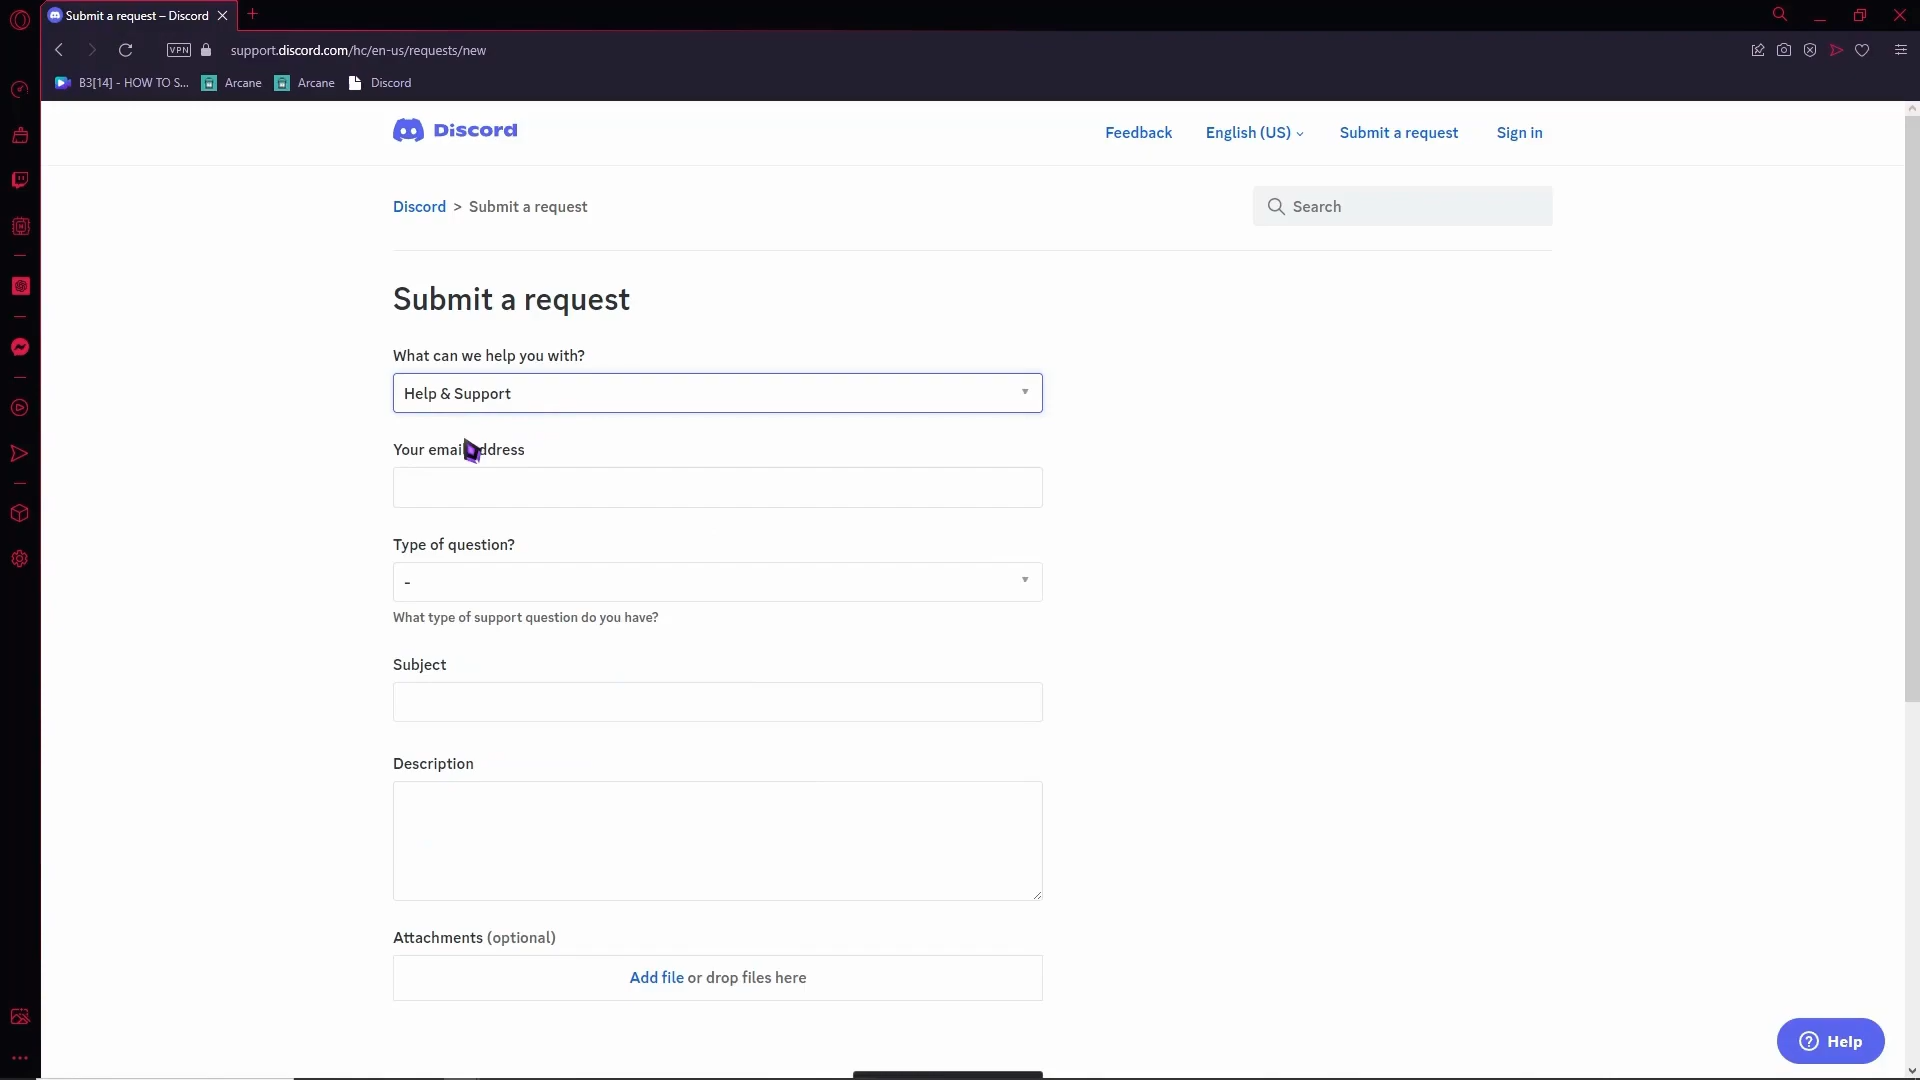 Submit a request – Discord
VPN
support.discord.com/hc/en-us/requests/new
B3[14] - HOW TO S...
Arcane
Arcane
Discord
Discord
Feedback
English (US)
Submit a request
Sign in
Discord > Submit a request
Search
Submit a request
What can we help you with?
Help & Support
Your email address
Type of question?
-
What type of support question do you have?
Subject
Description
Attachments (optional)
Add file or drop files here
Help